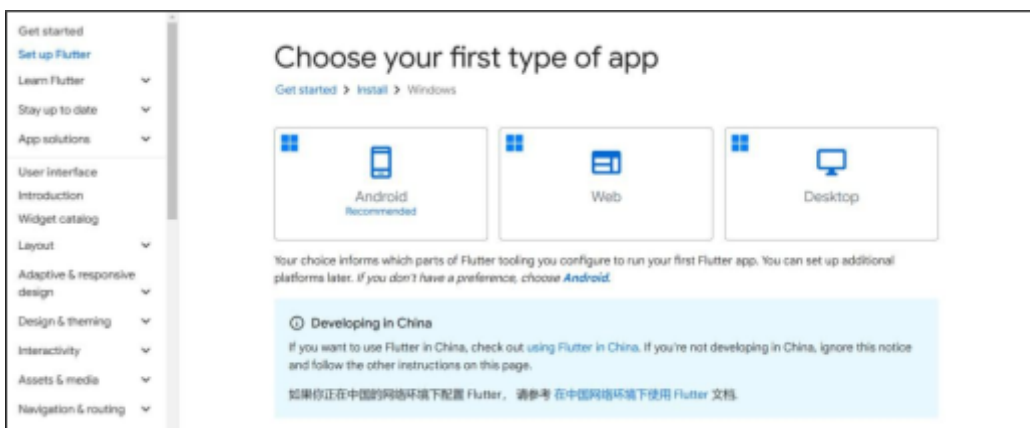 Get started
Set up Flutter
Learn Flutter
Stay up to date
App solutions
User interface
Introduction
Widget catalog
Layout
Adaptive & responsive
design
Design & theming
Interactivity
Assets & media
Navigation & routing
Choose your first type of app
Get started > Install > Windows
Android
Recommended
Web
Desktop
Your choice informs which parts of Flutter tooling you configure to run your first Flutter app. You can set up additional
platforms later. If you don't have a preference, choose Android.
Developing in China
If you want to use Flutter in China, check out using Flutter in China. If you're not developing in China, ignore this notice
and follow the other instructions on this page.
如果你正在中国的网络环境下配置 Flutter， 请参考 在中国网络环境下使用 Flutter 文档.